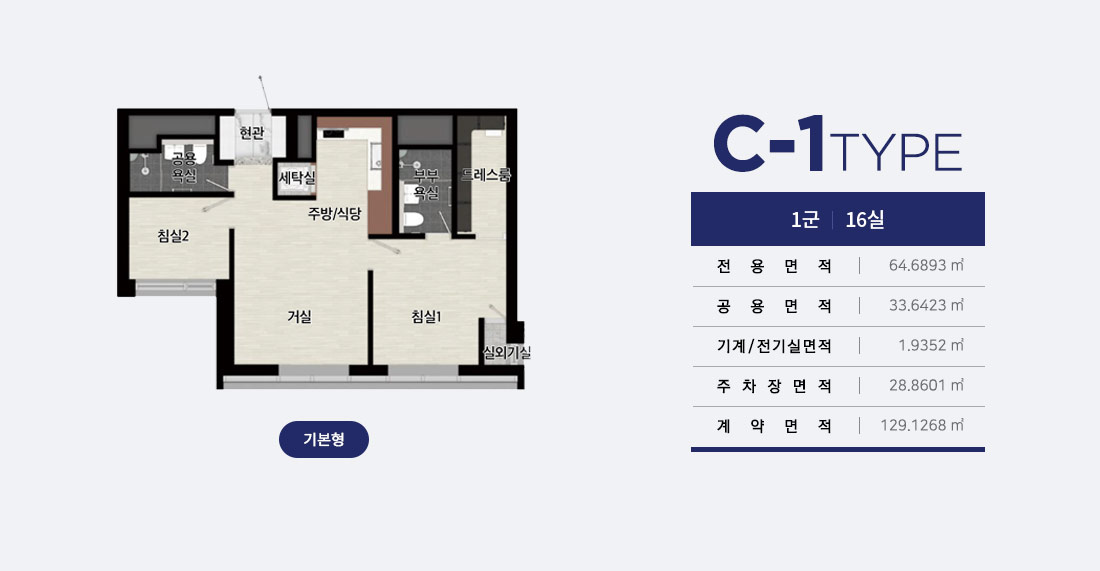 현관
공용
욕실
세탁실
부부
욕실
드레스룸
주방/식당
침실2
거실
침실1
실외기실
기본형
C-1TYPE
1군 | 16실
전용면적 | 64.6893 ㎡
공용면적 | 33.6423 ㎡
기계/전기실면적 | 1.9352 ㎡
주차장면적 | 28.8601 ㎡
계약면적 | 129.1268 ㎡